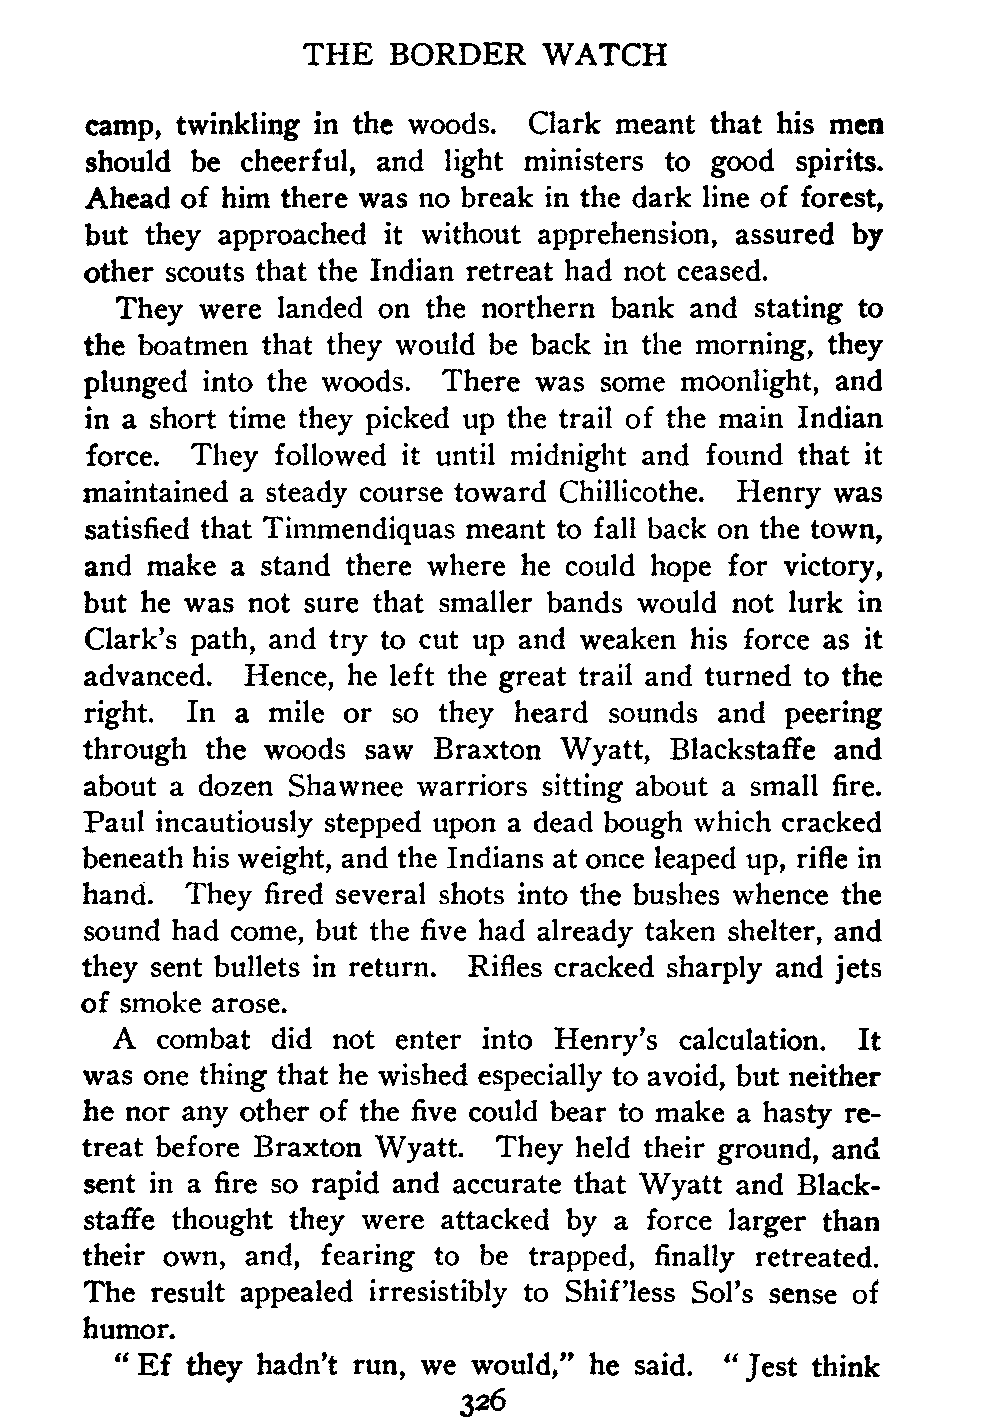 THE BORDER WATCH
camp, twinkling in the woods. Clark meant that his men
should be cheerful, and light ministers to good spirits.
Ahead of him there was no break in the dark line of forest,
but they approached it without apprehension, assured by
other scouts that the Indian retreat had not ceased.
They were landed on the northern bank and stating to
the boatmen that they would be back in the morning, they
plunged into the woods. There was some moonlight, and
in a short time they picked up the trail of the main Indian
force. They followed it until midnight and found that it
maintained a steady course toward Chillicothe. Henry was
satisfied that Timmendiquas meant to fall back on the town,
and make a stand there where he could hope for victory,
but he was not sure that smaller bands would not lurk in
Clark's path, and try to cut up and weaken his force as it
advanced. Hence, he left the great trail and turned to the
right. In a mile or so they heard sounds and peering
through the woods saw Braxton Wyatt, Blackstaffe and
about a dozen Shawnee warriors sitting about a small fire.
Paul incautiously stepped upon a dead bough which cracked
beneath his weight, and the Indians at once leaped up, rifle in
hand. They fired several shots into the bushes whence the
sound had come, but the five had already taken shelter, and
they sent bullets in return. Rifles cracked sharply and jets
of smoke arose.
A combat did not enter into Henry's calculation. It
was one thing that he wished especially to avoid, but neither
he nor any other of the five could bear to make a hasty re-
treat before Braxton Wyatt. They held their ground, and
sent in a fire so rapid and accurate that Wyatt and Black-
staffe thought they were attacked by a force larger than
their own, and, fearing to be trapped, finally retreated.
The result appealed irresistibly to Shif'less Sol's sense of
humor.
"Ef they hadn't run, we would," he said. "Jest think
326